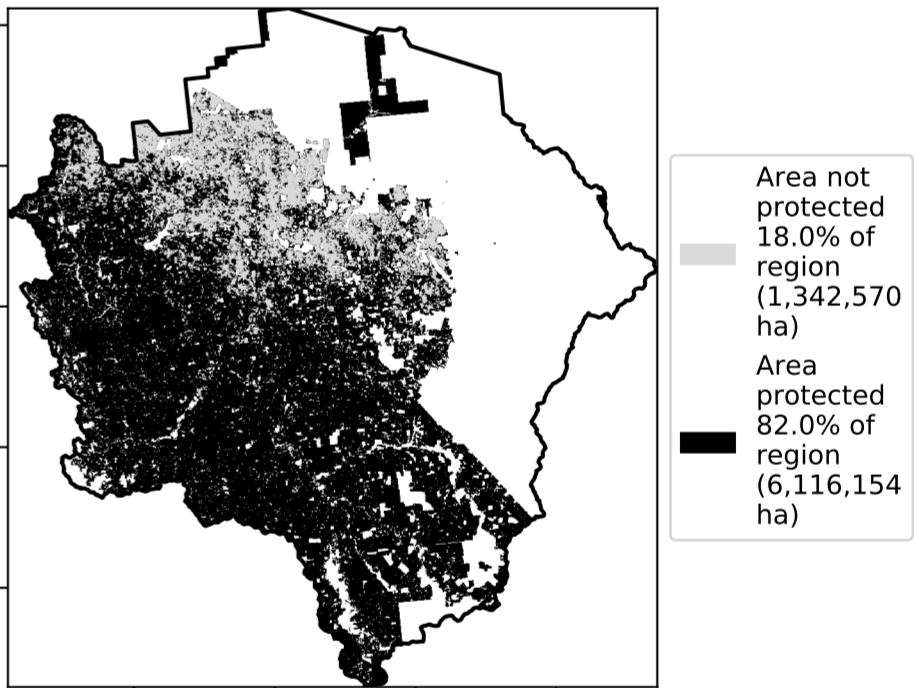 Area not
protected
18.0% of
region
(1,342,570
ha)
Area
protected
82.0% of
region
(6,116,154
ha)